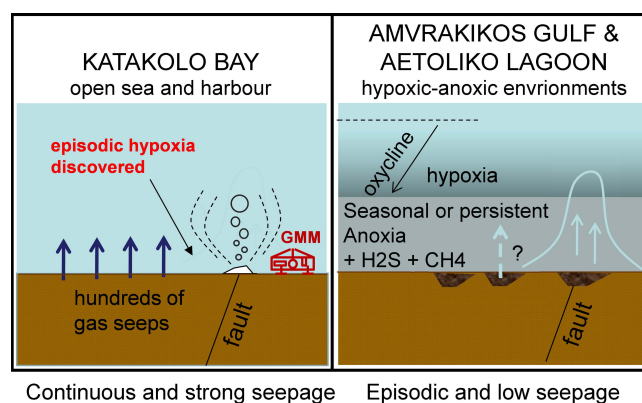 KATAKOLO BAY
open sea and harbour
episodic hypoxia
discovered
GMM
hundreds of
gas seeps
fault
Continuous and strong seepage
AMVRAKIKOS GULF &
AETOLIKO LAGOON
hypoxic-anoxic envrionments
oxycline
hypoxia
Seasonal or persistent
Anoxia
+ H2S + CH4
?
fault
Episodic and low seepage